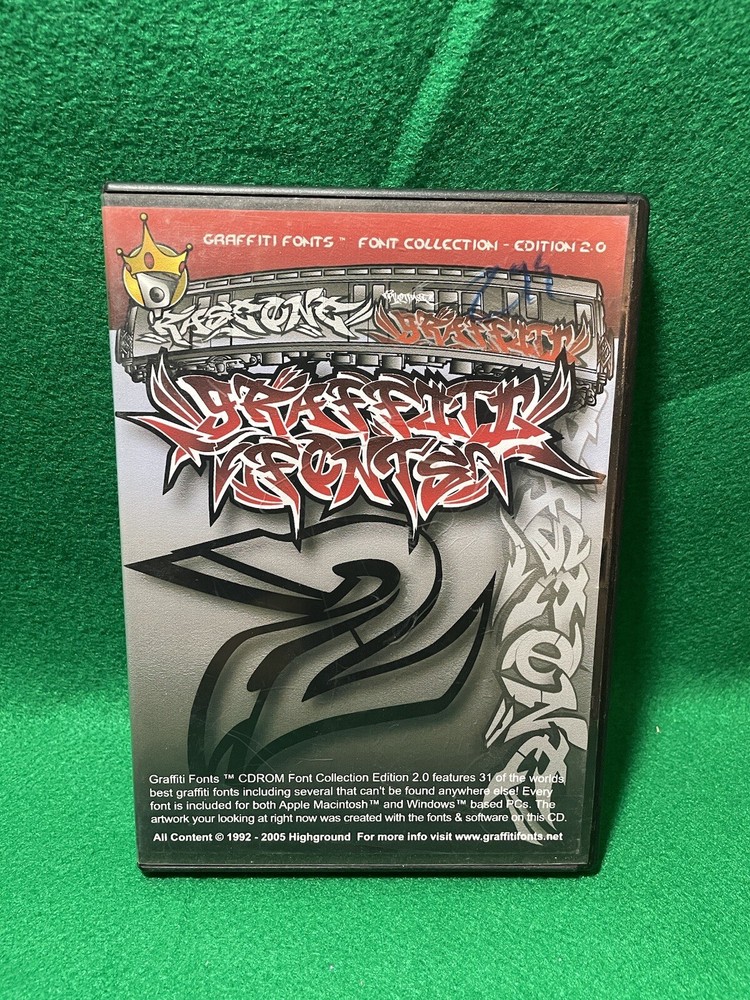 GRAFFITI FONTS ™ FONT COLLECTION - EDITION 2.0
RASEONE
GRAFFITI
GRAFFITI
FONTS
2
Graffiti Fonts ™ CDROM Font Collection Edition 2.0 features 31 of the worlds
best graffiti fonts including several that can't be found anywhere else! Every
font is included for both Apple Macintosh™ and Windows™ based PCs. The
artwork your looking at right now was created with the fonts & software on this CD.
All Content © 1992 - 2005 Highground For more info visit www.graffitifonts.net